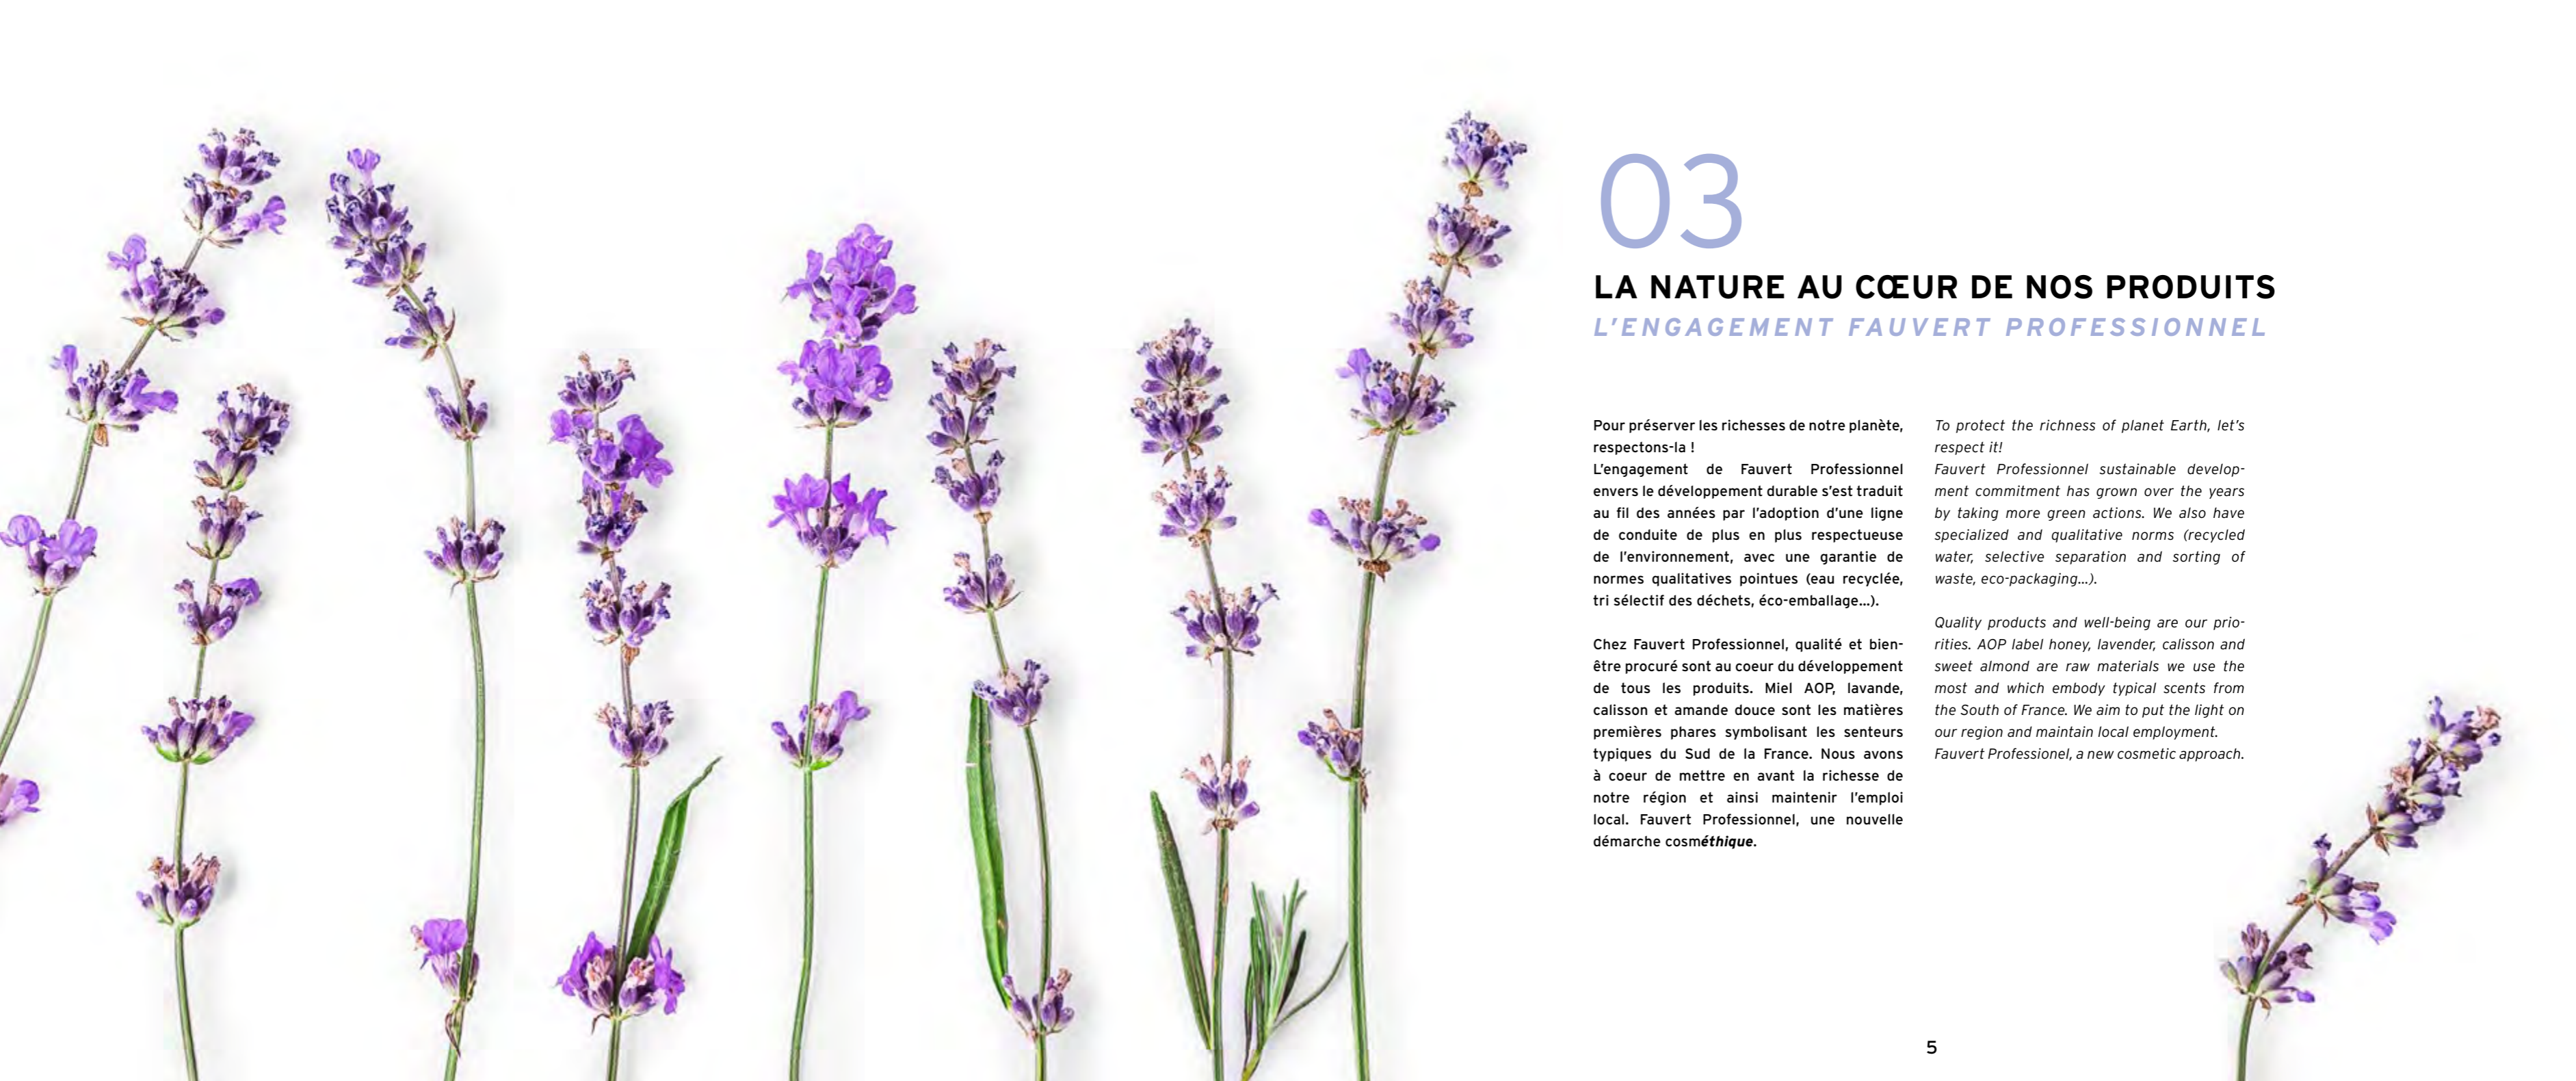 03
LA NATURE AU CŒUR DE NOS PRODUITS
L'ENGAGEMENT FAUVERT PROFESSIONNEL
Pour préserver les richesses de notre planète,
respectons-la !
L'engagement de Fauvert Professionnel
envers le développement durable s'est traduit
au fil des années par l'adoption d'une ligne
de conduite de plus en plus respectueuse
de l'environnement, avec une garantie de
normes qualitatives pointues (eau recyclée,
tri sélectif des déchets, éco-emballage...).
Chez Fauvert Professionnel, qualité et bien-
être procuré sont au coeur du développement
de tous les produits. Miel AOP, lavande,
calisson et amande douce sont les matières
premières phares symbolisant les senteurs
typiques du Sud de la France. Nous avons
à coeur de mettre en avant la richesse de
notre région et ainsi maintenir l'emploi
local. Fauvert Professionnel, une nouvelle
démarche cosméthique.
To protect the richness of planet Earth, let's
respect it!
Fauvert Professionnel sustainable develop-
ment commitment has grown over the years
by taking more green actions. We also have
specialized and qualitative norms (recycled
water, selective separation and sorting of
waste, eco-packaging...).
Quality products and well-being are our prio-
rities. AOP label honey, lavender, calisson and
sweet almond are raw materials we use the
most and which embody typical scents from
the South of France. We aim to put the light on
our region and maintain local employment.
Fauvert Professionel, a new cosmetic approach.
5